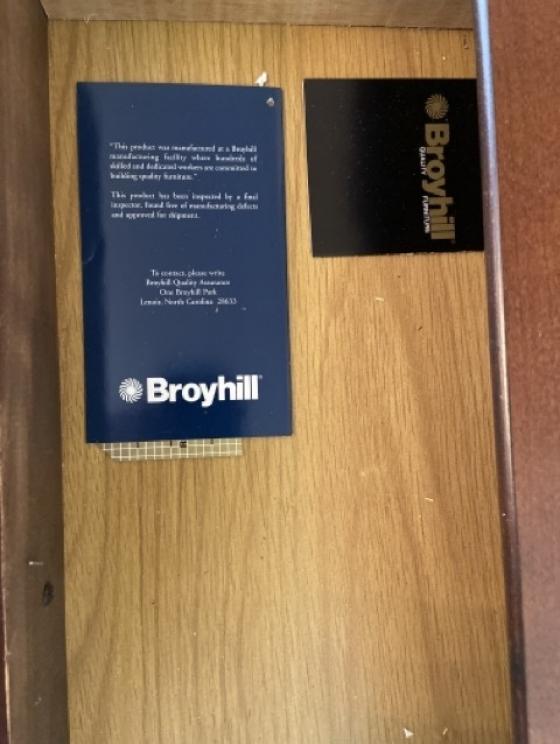 "This product was manufactured at a Broyhill
manufacturing facility where hundreds of
skilled and dedicated workers are committed to
building quality furniture."
This product has been inspected by a final
inspector, found free of manufacturing defects
and approved for shipment.
To contact, please write
Broyhill Quality Assurance
One Broyhill Park
Lenoir, North Carolina 28633
Broyhill®
Broyhill®
QUALITY FURNITURE